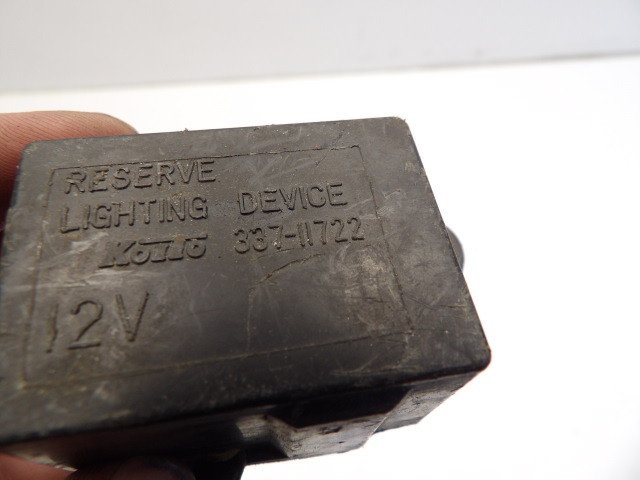 RESERVE
LIGHTING DEVICE
KOITO 337-11722
12V